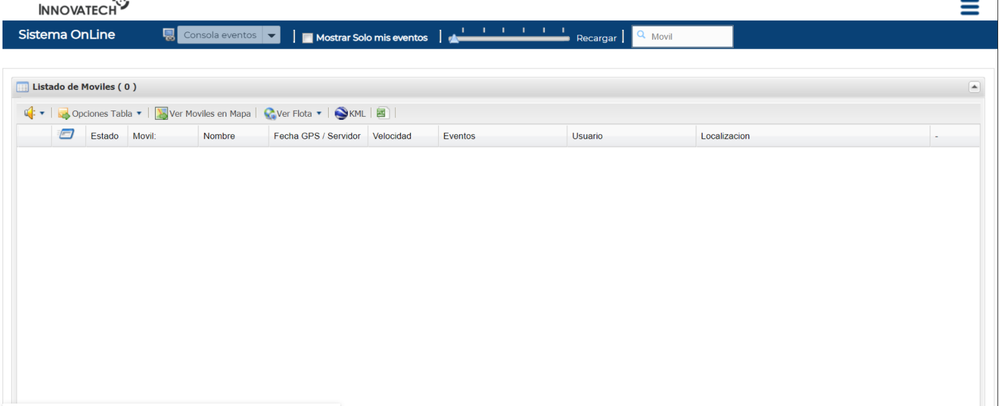 INNOVATECH
Sistema OnLine Consola eventos Mostrar Solo mis eventos Recargar Movil
Listado de Moviles ( 0 )
Opciones Tabla Ver Moviles en Mapa Ver Flota KML
Estado Movil: Nombre Fecha GPS / Servidor Velocidad Eventos Usuario Localizacion -